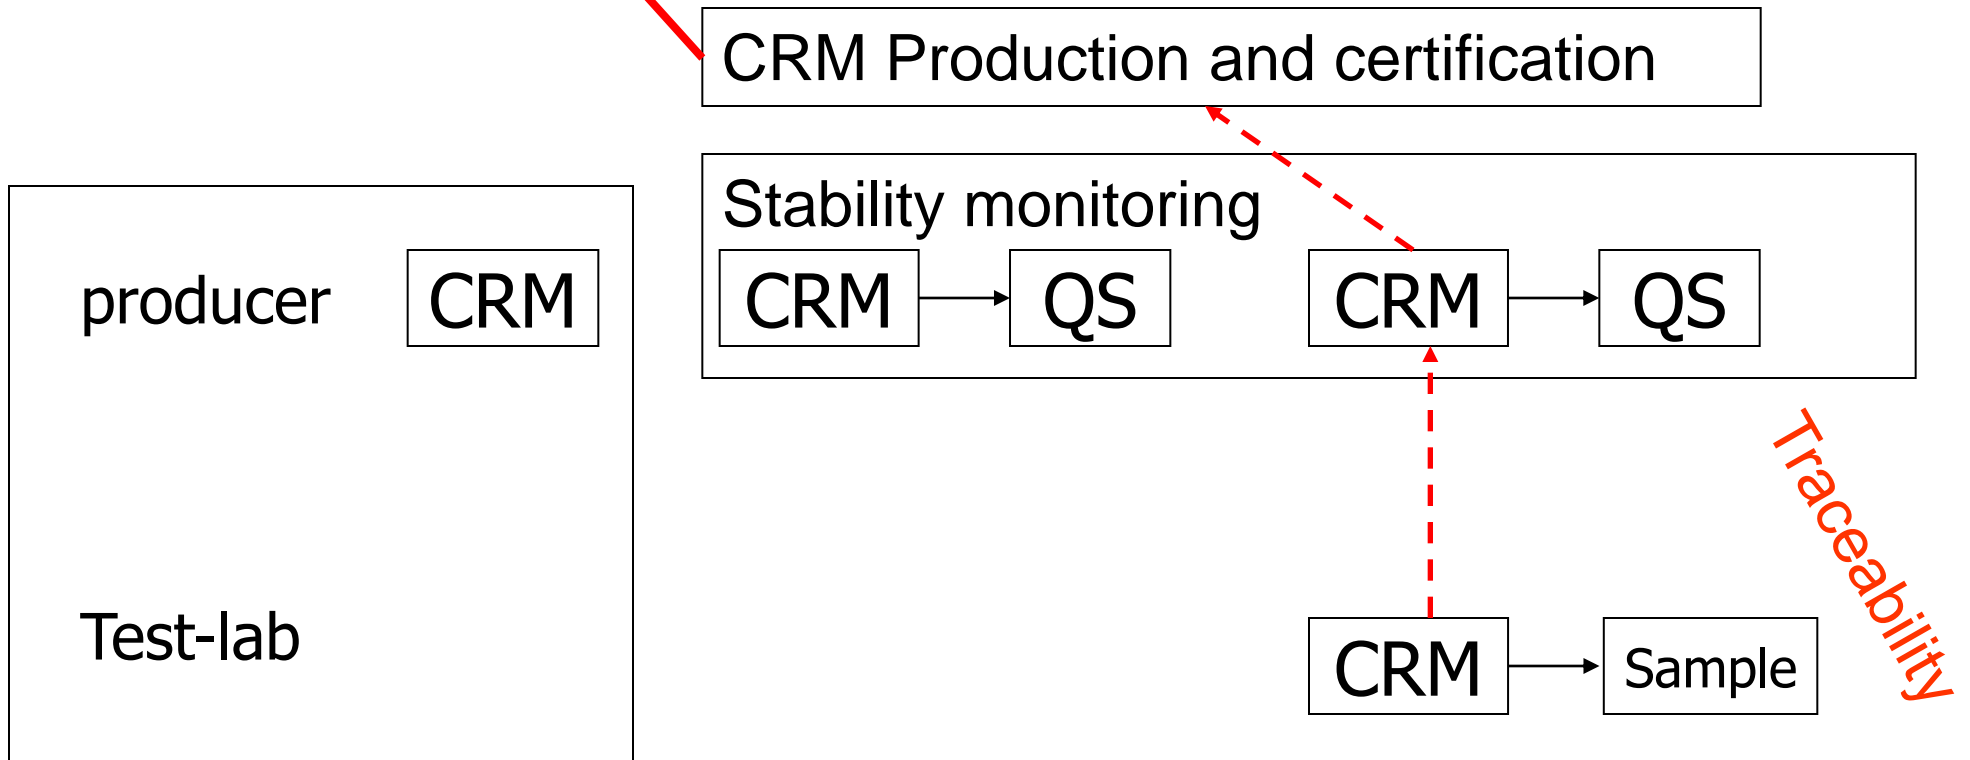 CRM Production and certification
Stability monitoring
producer CRM
CRM QS CRM QS
Traceability
Test-lab
CRM Sample